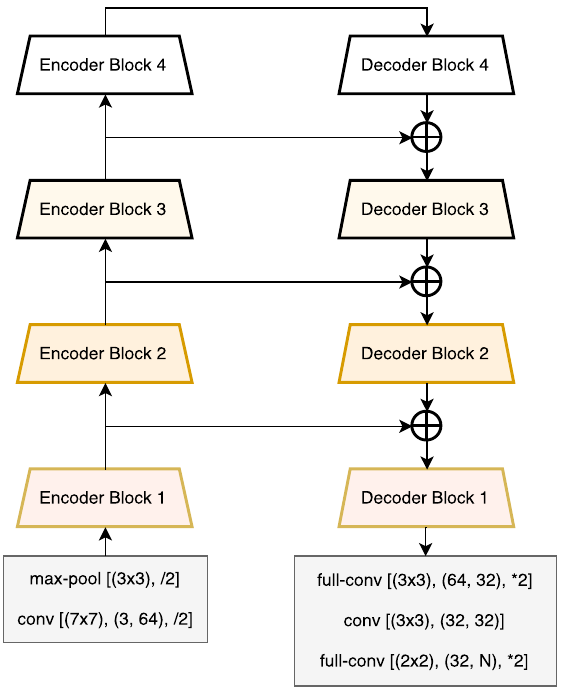 Encoder Block 4
Decoder Block 4
Encoder Block 3
Decoder Block 3
Encoder Block 2
Decoder Block 2
Encoder Block 1
Decoder Block 1
max-pool [(3x3), /2]
conv [(7x7), (3, 64), /2]
full-conv [(3x3), (64, 32), *2]
conv [(3x3), (32, 32)]
full-conv [(2x2), (32, N), *2]